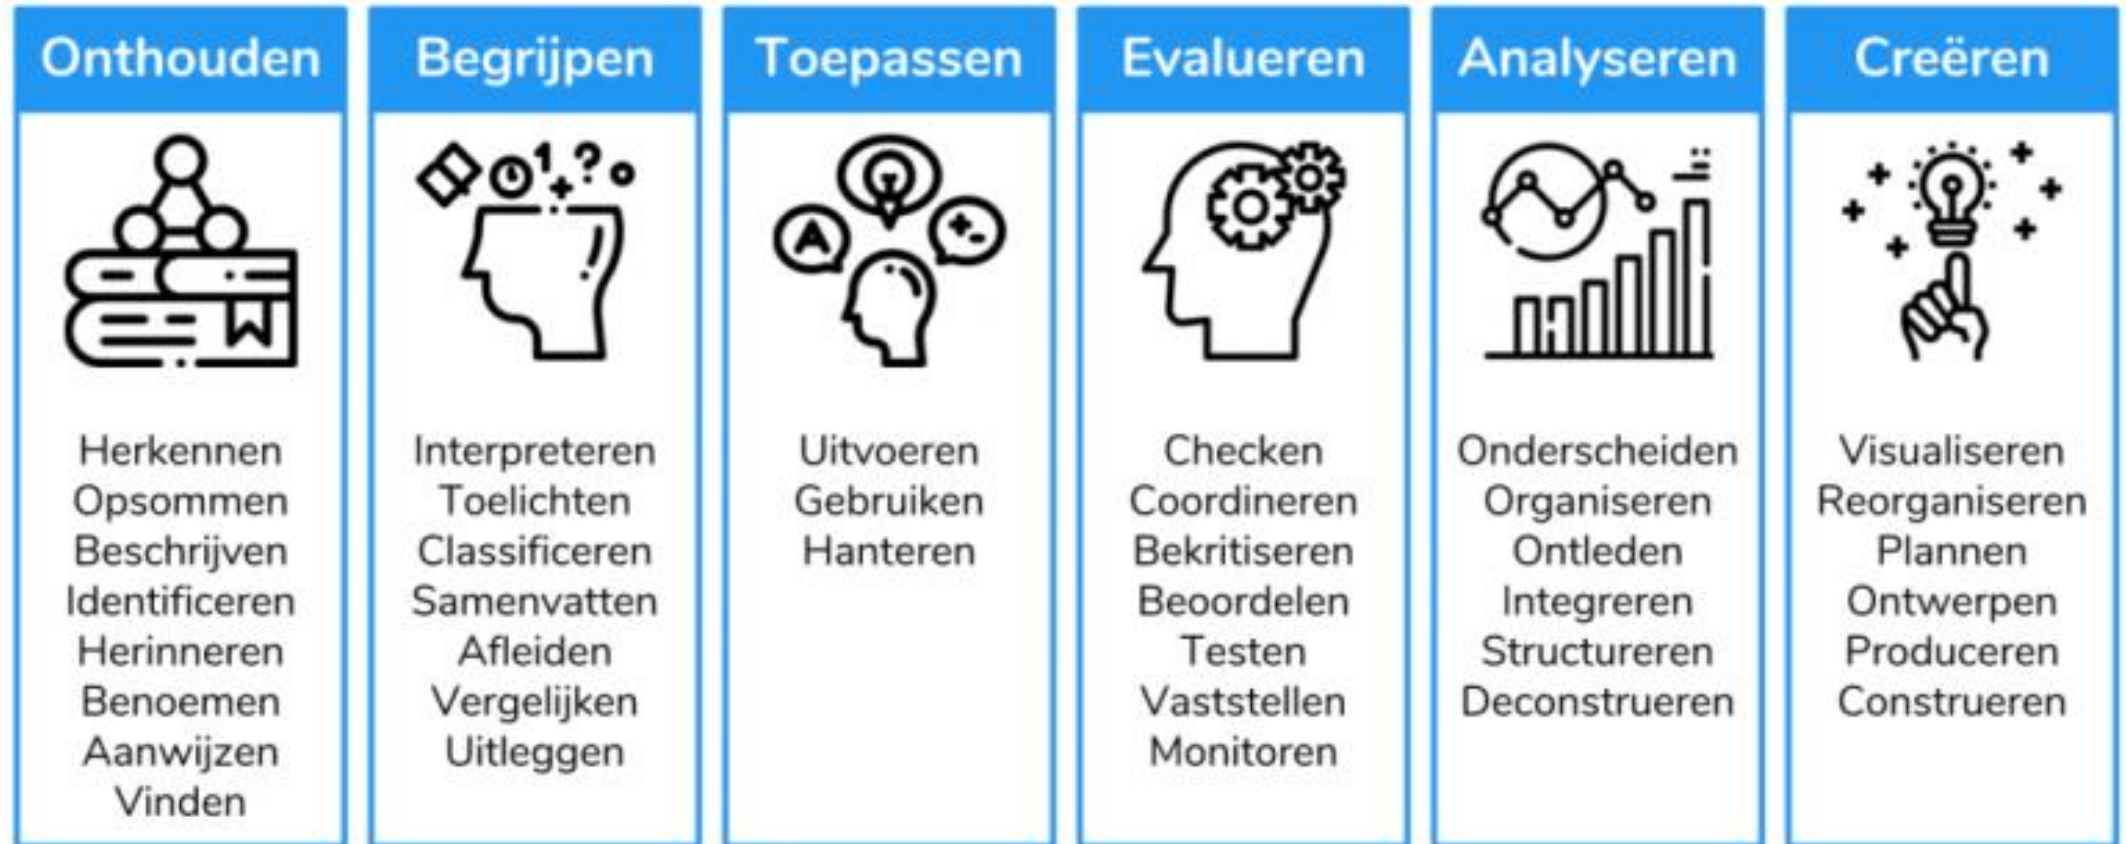 Onthouden
Herkennen
Opsommen
Beschrijven
Identificeren
Herinneren
Benoemen
Aanwijzen
Vinden
Begrijpen
Interpreteren
Toelichten
Classificeren
Samenvatten
Afleiden
Vergelijken
Uitleggen
Toepassen
Uitvoeren
Gebruiken
Hanteren
Evalueren
Checken
Coordineren
Bekritiseren
Beoordelen
Testen
Vaststellen
Monitoren
Analyseren
Onderscheiden
Organiseren
Ontleden
Integreren
Structureren
Deconstrueren
Creëren
Visualiseren
Reorganiseren
Plannen
Ontwerpen
Produceren
Construeren